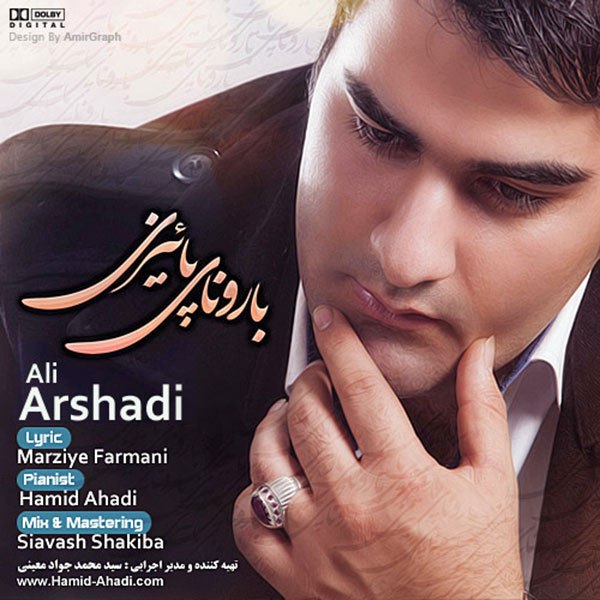 DOLBY
DIGITAL
Design By AmirGraph
بارونای پائیزی
Ali
Arshadi
Lyric
Marziye Farmani
Pianist
Hamid Ahadi
Mix & Mastering
Siavash Shakiba
تهیه کننده و مدیر اجرایی : سید محمد جواد معینی
www.Hamid-Ahadi.com